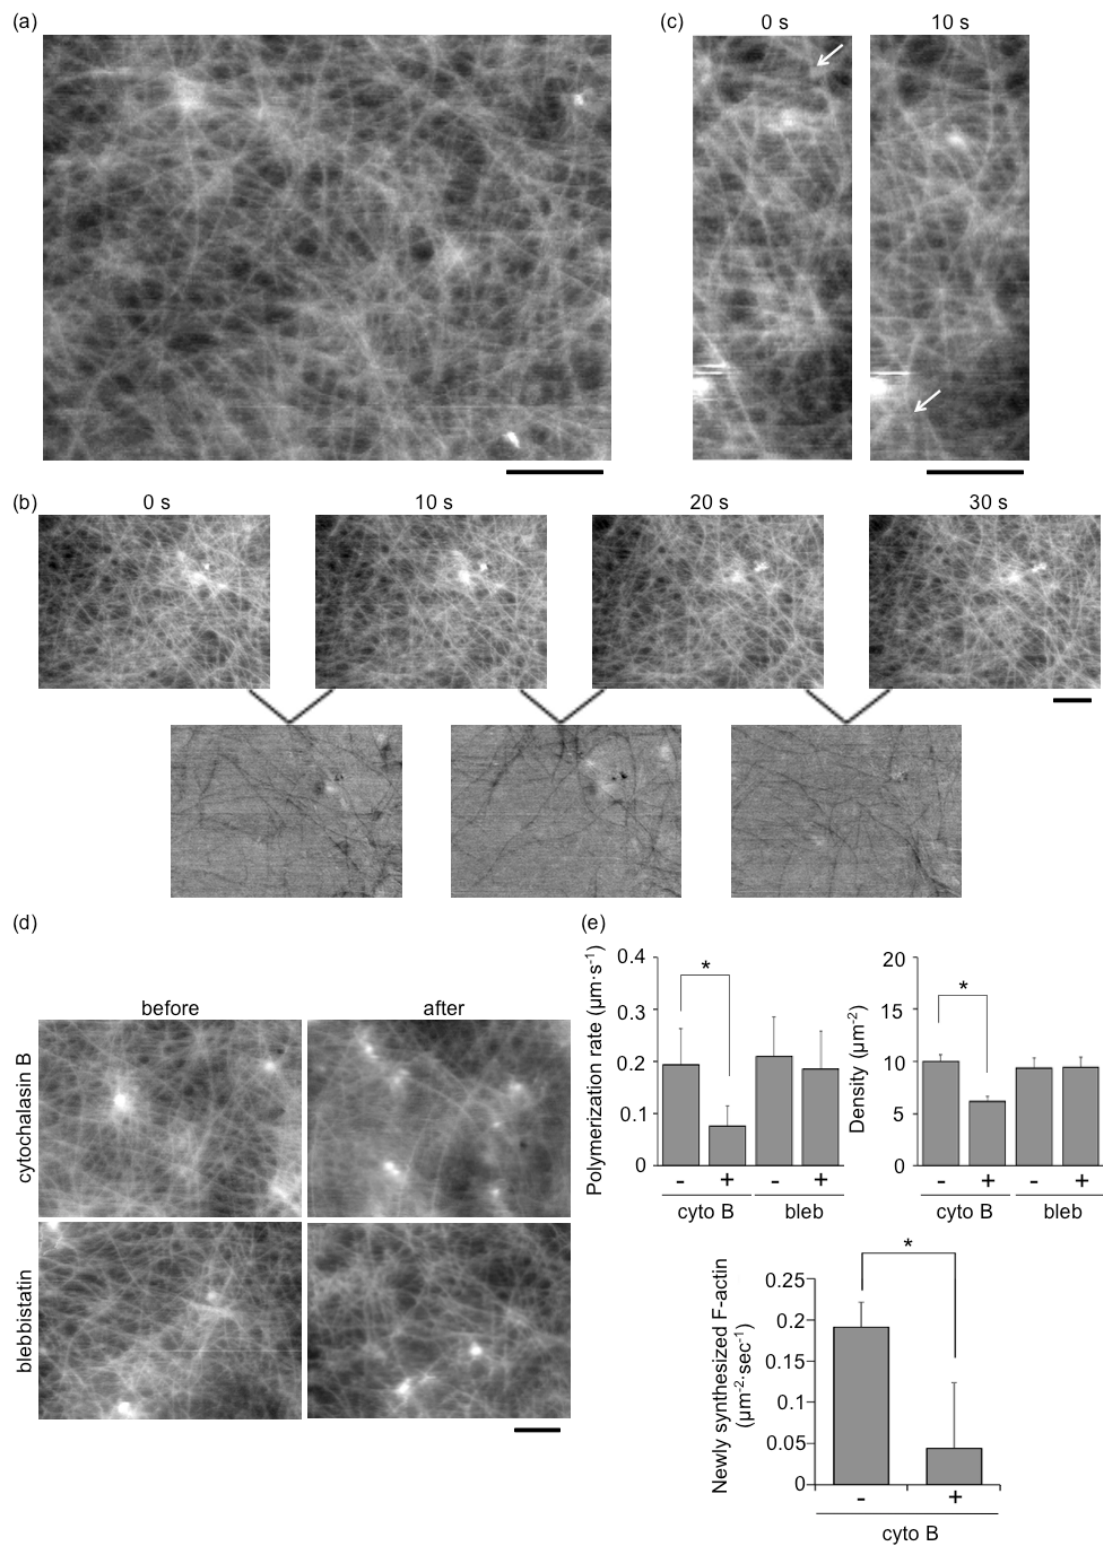 (a)
(c)
0 s 10 s
(b)
0 s 10 s 20 s 30 s
(d)
before after
cytochalasin B
blebbistatin
(e)
Polymerization rate (μm·s⁻¹)
0.4
0.3
0.2
0.1
0
*
- + - +
cyto B bleb
Density (μm⁻²)
20
15
10
5
0
*
- + - +
cyto B bleb
Newly synthesized F-actin
(μm⁻²·sec⁻¹)
0.25
0.2
0.15
0.1
0.05
0
*
- +
cyto B